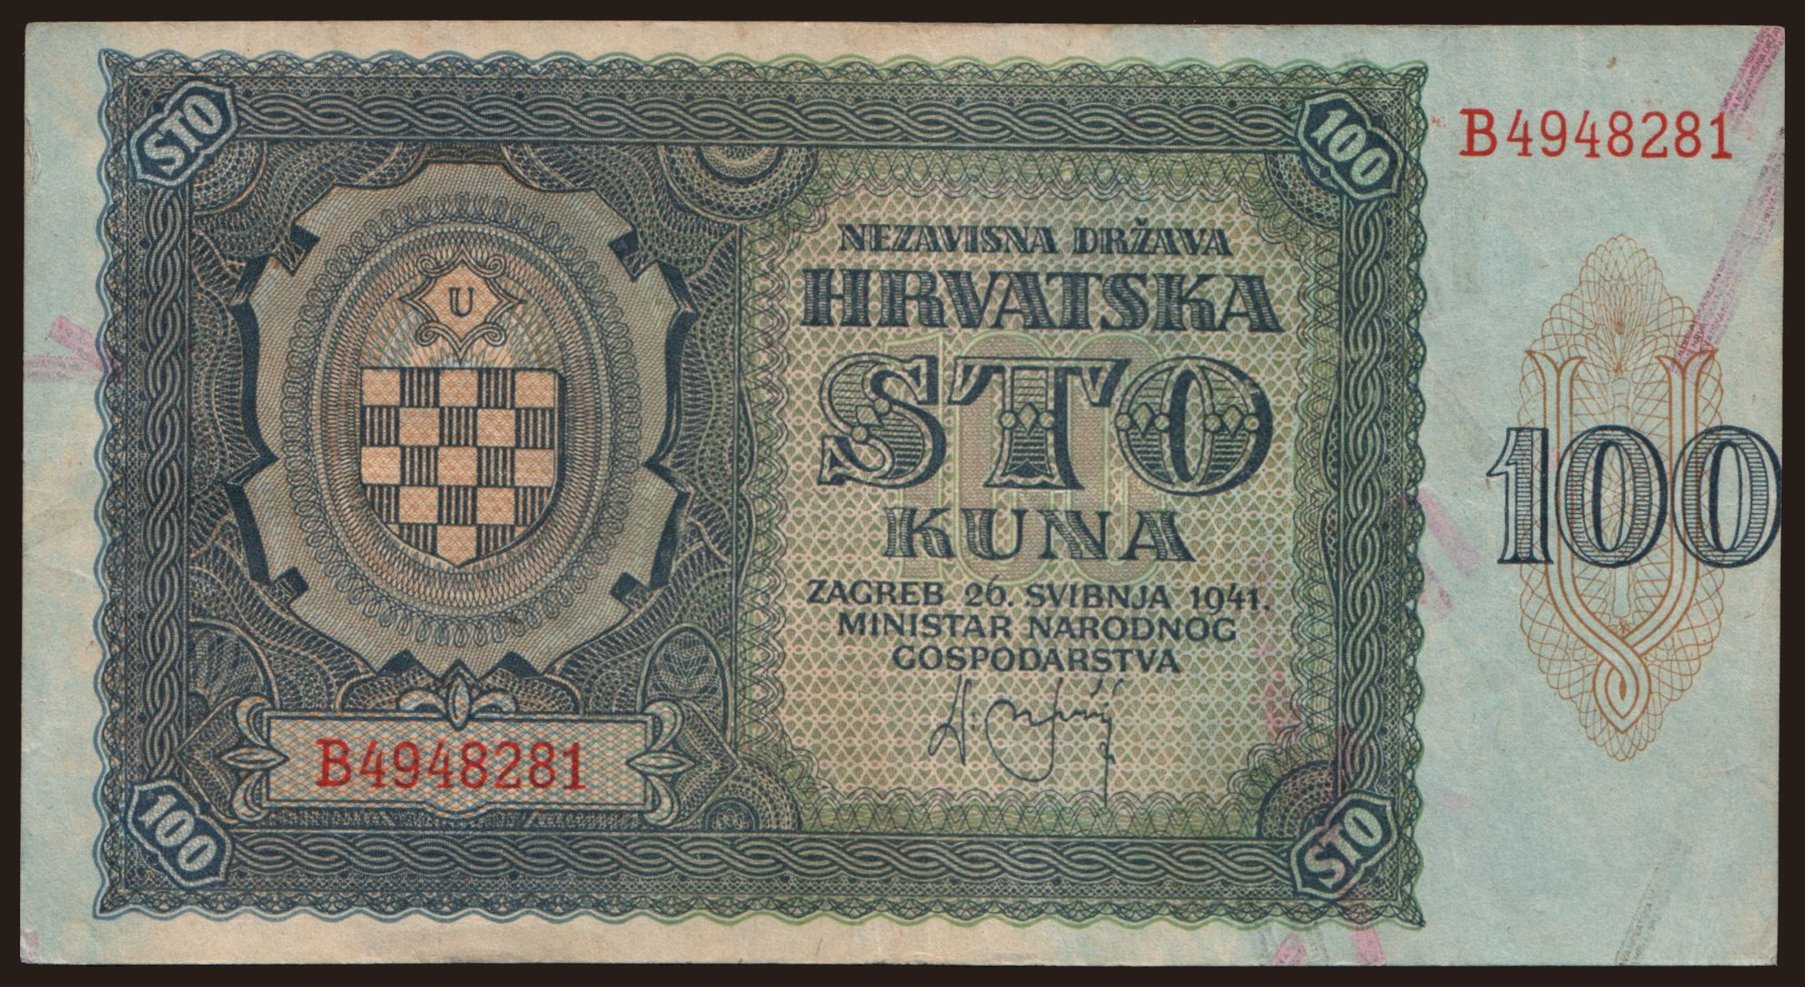 STO
100
B4948281
U
NEZAVISNA DRŽAVA
HRVATSKA
STO
100
KUNA
ZAGREB 26. SVIBNJA 1941.
MINISTAR NARODNOG
GOSPODARSTVA
U
100
B4948281
100
STO